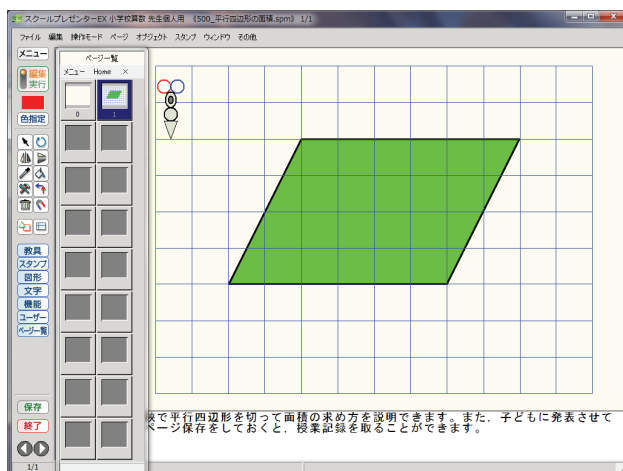 スクールプレゼンターEX 小学校算数 先生個人用 《500_平行四辺形の面積.spm》 1/1
ファイル 編集 操作モード ページ オブジェクト スタンプ ウィンドウ その他
メニュー
編集
実行
色指定
教具
スタンプ
図形
文字
機能
ユーザー
ページ一覧
保存
終了
1/1
ページ一覧
メニュー Home ×
0 1
で平行四辺形を切って面積の求め方を説明できます。また，子どもに発表させて
ページ保存をしておくと，授業記録を取ることができます。